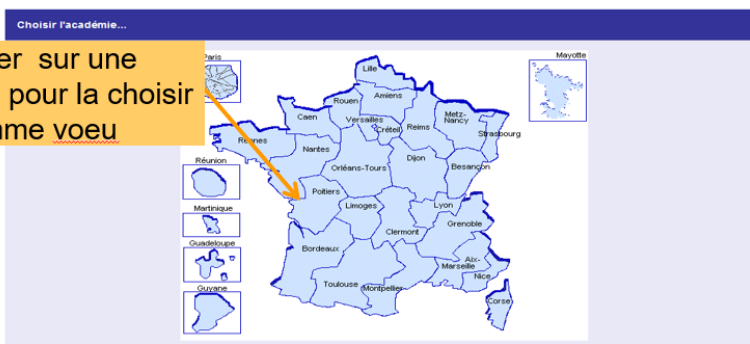 Choisir l'académie...
er sur une
pour la choisir
me voeu
Paris
Mayotte
Lille
Amiens
Rouen
Caen
Versailles
Créteil
Reims
Metz-
Nancy
Strasbourg
Rennes
Nantes
Orléans-Tours
Dijon
Besançon
Réunion
Poitiers
Limoges
Lyon
Martinique
Clermont
Grenoble
Guadeloupe
Bordeaux
Aix-
Marseille
Nice
Guyane
Toulouse
Montpellier
Corse